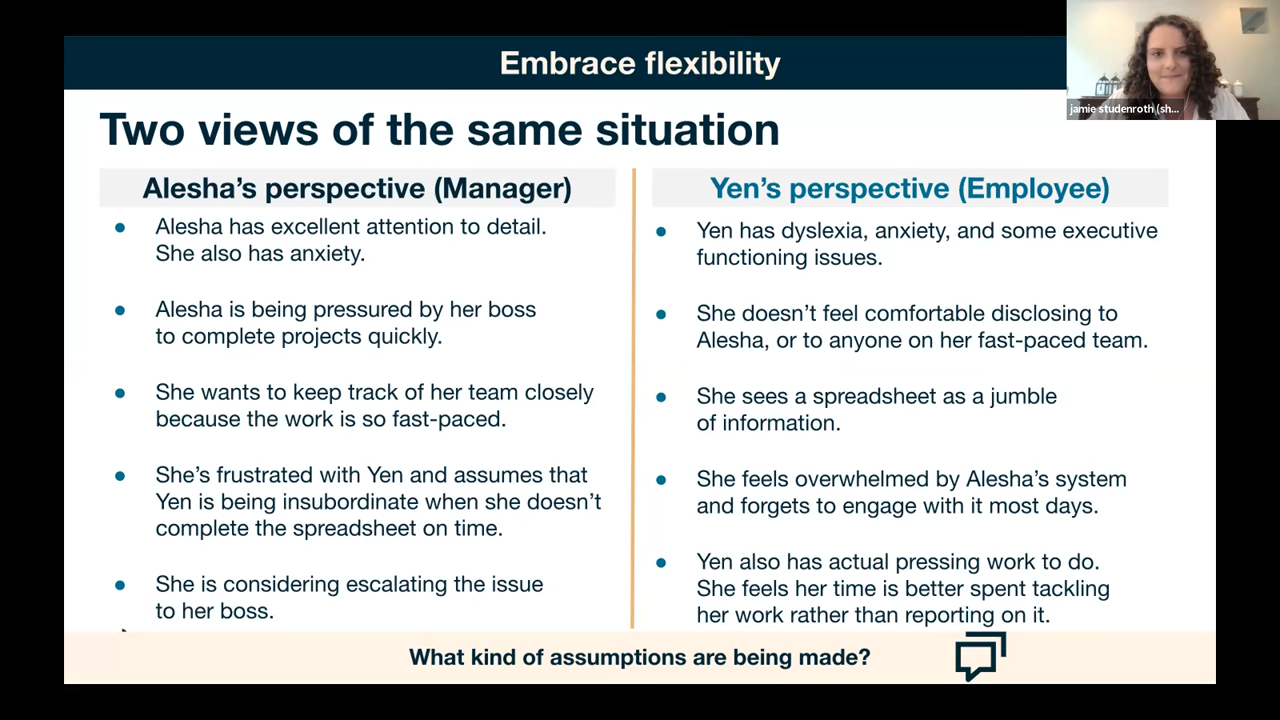 Embrace flexibility
jamie studenroth (sh...
Two views of the same situation
Alesha’s perspective (Manager)
● Alesha has excellent attention to detail.
She also has anxiety.
● Alesha is being pressured by her boss
to complete projects quickly.
● She wants to keep track of her team closely
because the work is so fast-paced.
● She’s frustrated with Yen and assumes that
Yen is being insubordinate when she doesn’t
complete the spreadsheet on time.
● She is considering escalating the issue
to her boss.
Yen’s perspective (Employee)
● Yen has dyslexia, anxiety, and some executive
functioning issues.
● She doesn’t feel comfortable disclosing to
Alesha, or to anyone on her fast-paced team.
● She sees a spreadsheet as a jumble
of information.
● She feels overwhelmed by Alesha’s system
and forgets to engage with it most days.
● Yen also has actual pressing work to do.
She feels her time is better spent tackling
her work rather than reporting on it.
What kind of assumptions are being made?